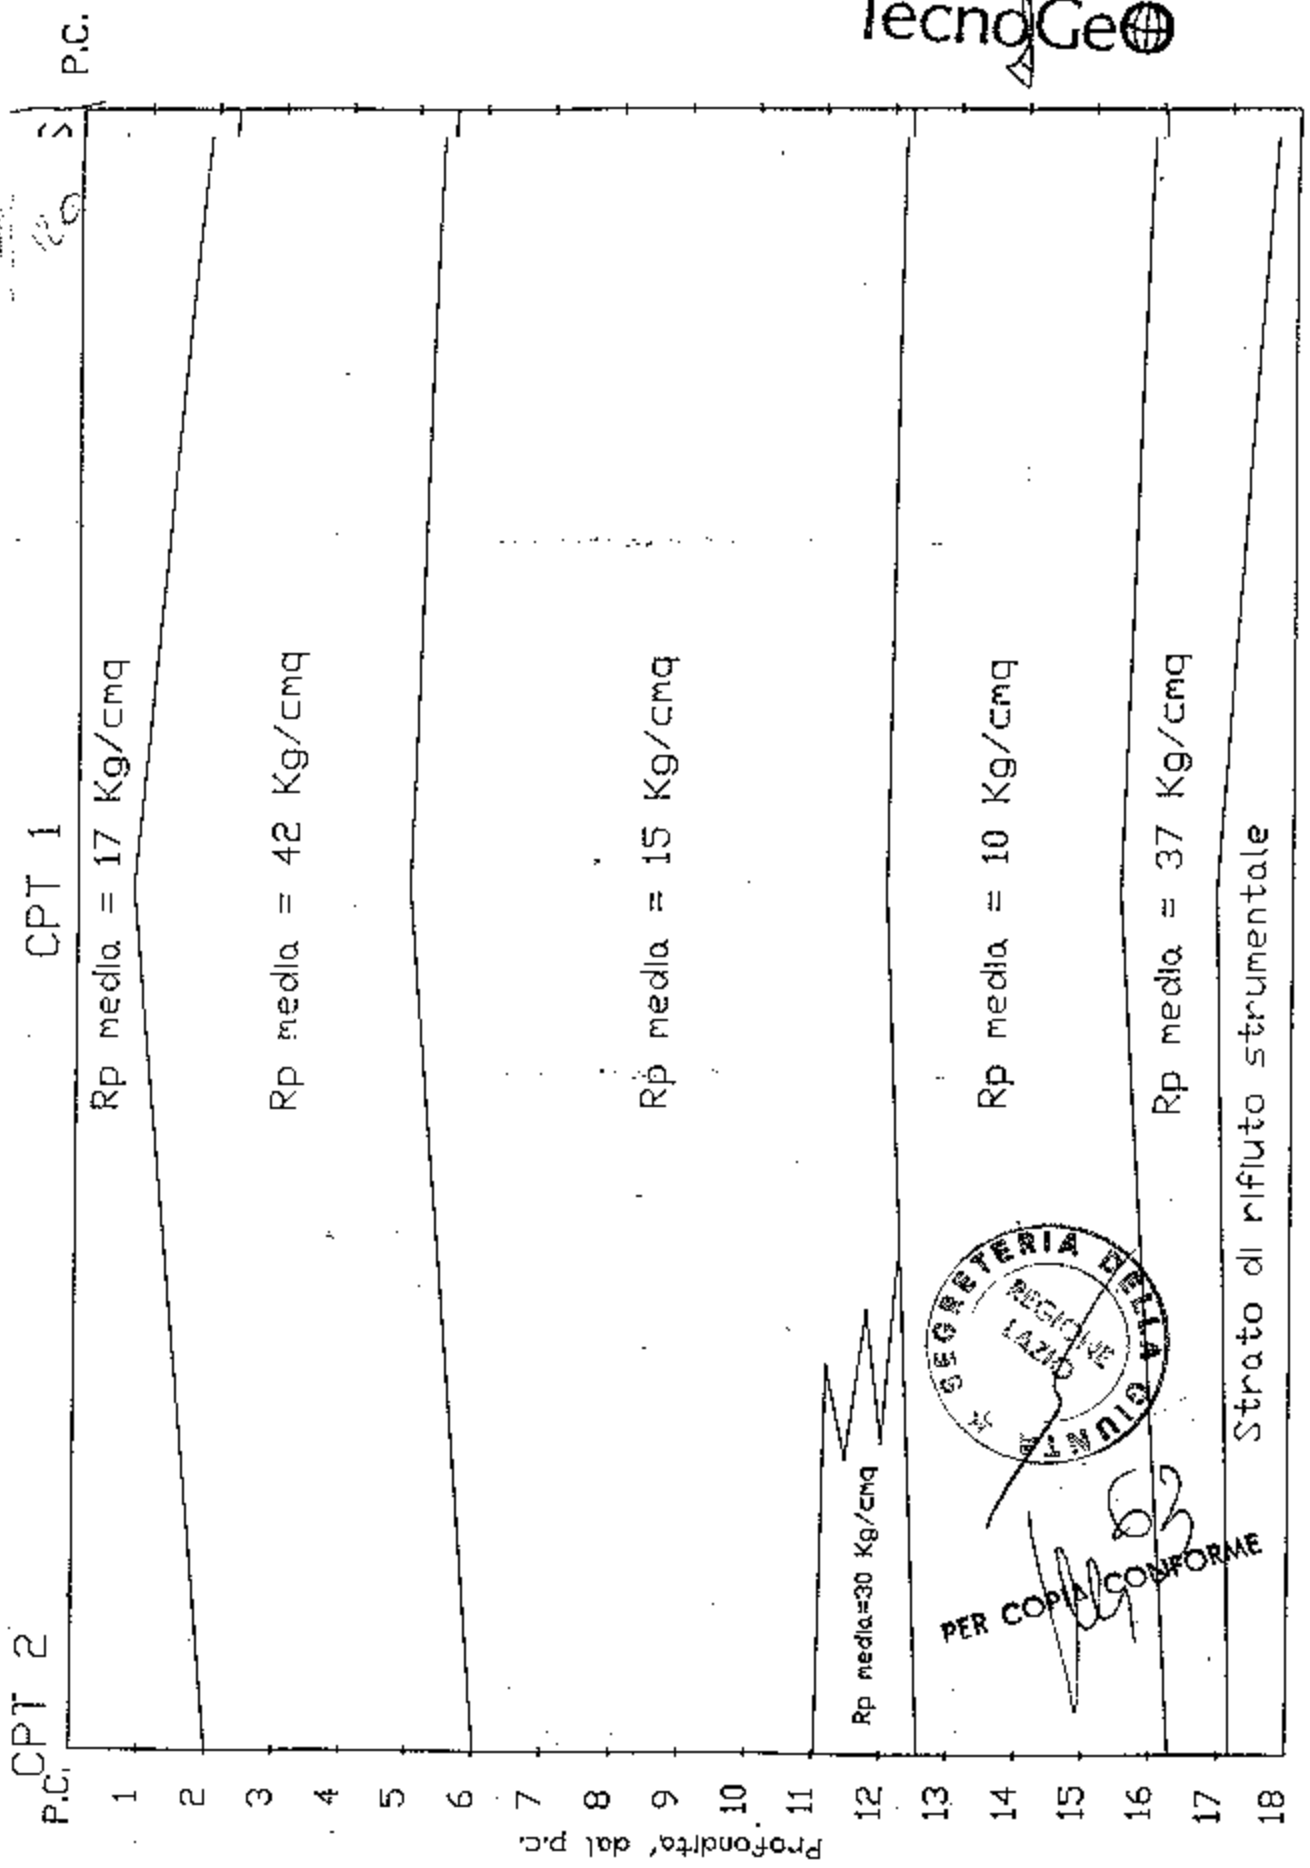 CPT 2
CPT 1
P.C.
P.C.
TecnoGeo
Rp media = 17 Kg/cmq
Rp media = 42 Kg/cmq
Rp media = 15 Kg/cmq
Rp media=30 Kg/cmq
Rp media = 10 Kg/cmq
Rp media = 37 Kg/cmq
Strato di rifiuto strumentale
1
2
3
4
5
6
7
8
9
10
11
12
13
14
15
16
17
18
Profondita' dal p.c.
SEGRETERIA DELLA GIUNTA
REGIONE
LAZIO
PER COPIA CONFORME